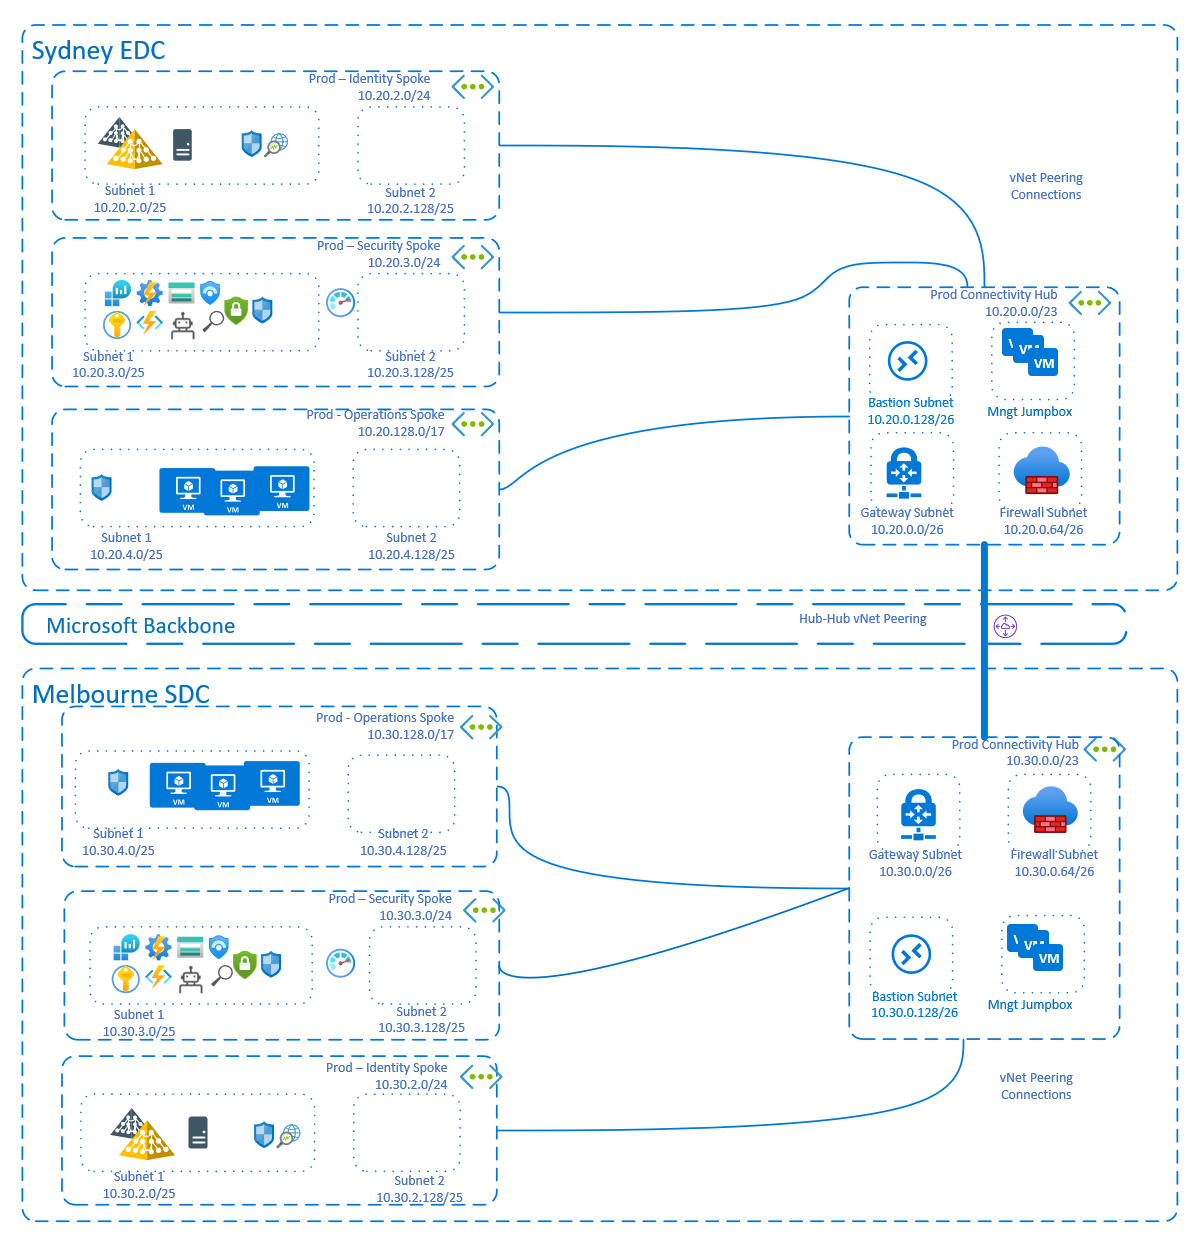 Sydney EDC
Prod – Identity Spoke
10.20.2.0/24
Subnet 1
10.20.2.0/25
Subnet 2
10.20.2.128/25
vNet Peering
Connections
Prod – Security Spoke
10.20.3.0/24
Subnet 1
10.20.3.0/25
Subnet 2
10.20.3.128/25
Prod Connectivity Hub
10.20.0.0/23
VM
VM
Bastion Subnet
10.20.0.128/26
Mngt Jumpbox
Gateway Subnet
10.20.0.0/26
Firewall Subnet
10.20.0.64/26
Prod - Operations Spoke
10.20.128.0/17
VM
VM
VM
Subnet 1
10.20.4.0/25
Subnet 2
10.20.4.128/25
Microsoft Backbone
Hub-Hub vNet Peering
Melbourne SDC
Prod - Operations Spoke
10.30.128.0/17
VM
VM
VM
Subnet 1
10.30.4.0/25
Subnet 2
10.30.4.128/25
Prod Connectivity Hub
10.30.0.0/23
Gateway Subnet
10.30.0.0/26
Firewall Subnet
10.30.0.64/26
VM
VM
Bastion Subnet
10.30.0.128/26
Mngt Jumpbox
Prod – Security Spoke
10.30.3.0/24
Subnet 1
10.30.3.0/25
Subnet 2
10.30.3.128/25
Prod – Identity Spoke
10.30.2.0/24
Subnet 1
10.30.2.0/25
Subnet 2
10.30.2.128/25
vNet Peering
Connections